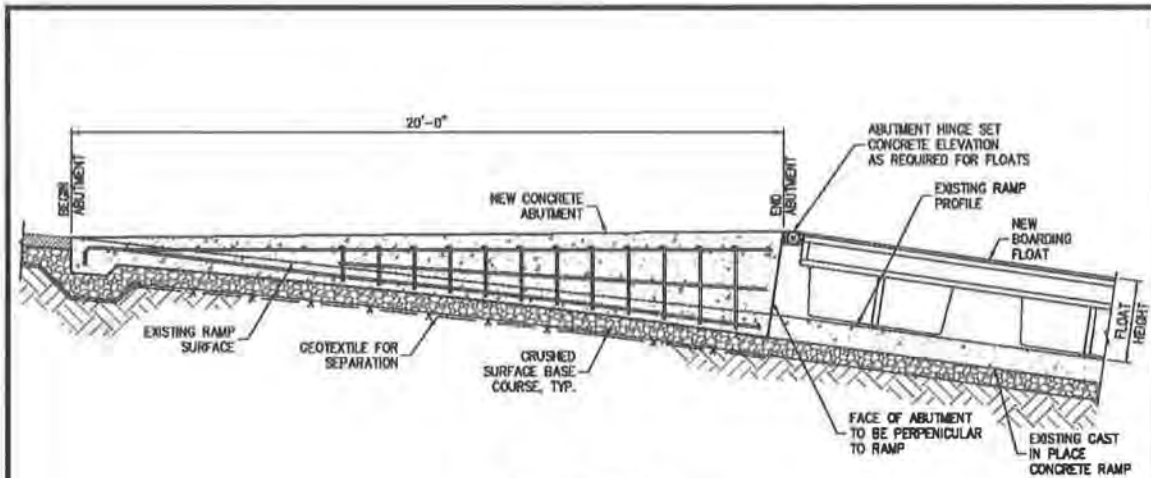 20'-0"
BEGIN
ABUTMENT
END
ABUTMENT
ABUTMENT HINGE SET
CONCRETE ELEVATION
AS REQUIRED FOR FLOATS
NEW CONCRETE
ABUTMENT
EXISTING RAMP
PROFILE
NEW
BOARDING
FLOAT
FLOAT
HEIGHT
EXISTING RAMP
SURFACE
GEOTEXTILE FOR
SEPARATION
CRUSHED
SURFACE BASE
COURSE, TYP.
FACE OF ABUTMENT
TO BE PERPENICULAR
TO RAMP
EXISTING CAST
IN PLACE
CONCRETE RAMP